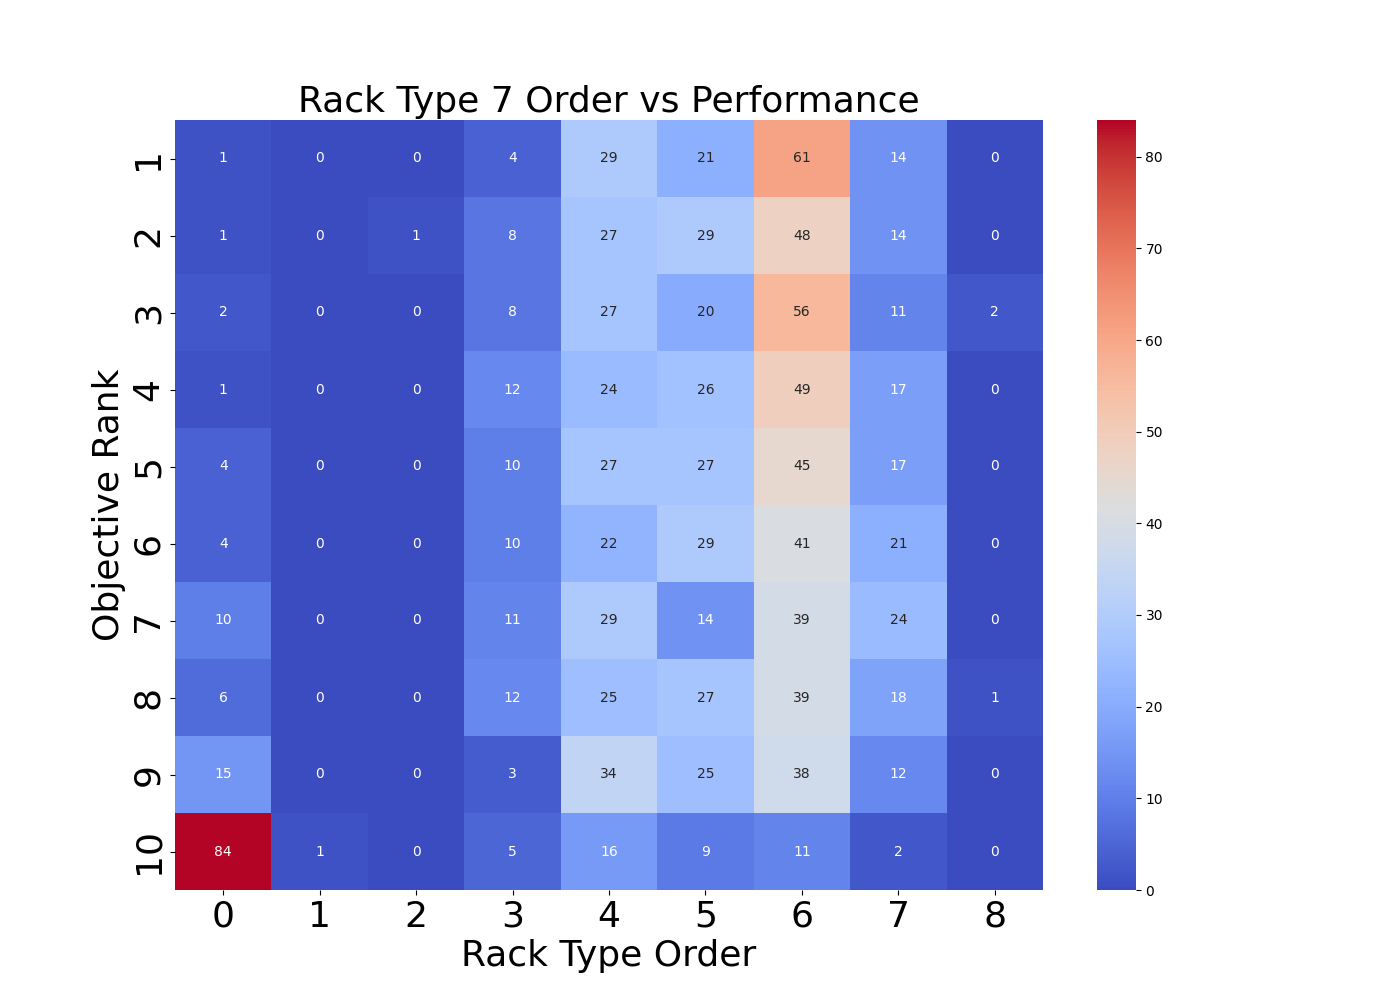 Rack Type 7 Order vs Performance
1 1 0 0 4 29 21 61 14 0
2 1 0 1 8 27 29 48 14 0
3 2 0 0 8 27 20 56 11 2
4 1 0 0 12 24 26 49 17 0
5 4 0 0 10 27 27 45 17 0
6 4 0 0 10 22 29 41 21 0
7 10 0 0 11 29 14 39 24 0
8 6 0 0 12 25 27 39 18 1
9 15 0 0 3 34 25 38 12 0
10 84 1 0 5 16 9 11 2 0
0 1 2 3 4 5 6 7 8
Rack Type Order
Objective Rank
80
70
60
50
40
30
20
10
0